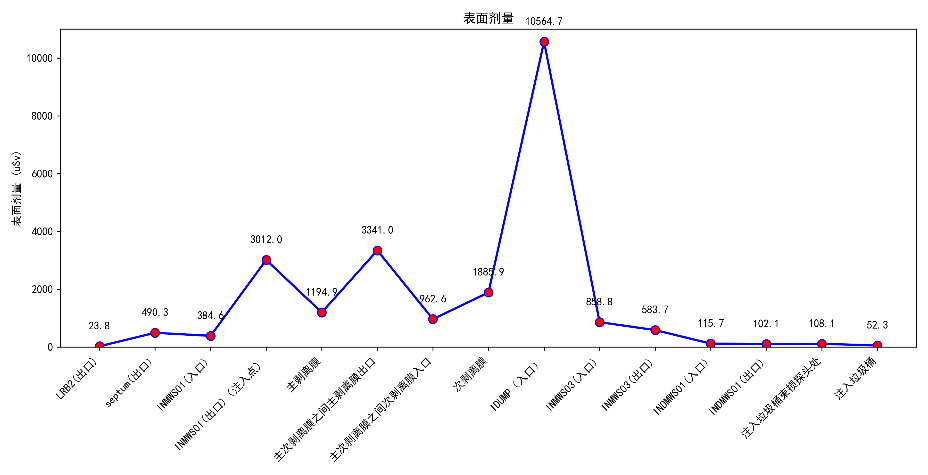 表面剂量
10564.7
10000
8000
6000
4000
2000
0
表面剂量 (uSv)
23.8
490.3
384.6
3012.0
1194.9
3341.0
962.6
1885.9
858.8
583.7
115.7
102.1
108.1
52.3
LRB2(出口)
septum(出口)
INMWS01(入口)
INMWS01(出口)(注入点)
主剥离膜
主次剥离膜之间主剥离膜出口
主次剥离膜之间次剥离膜入口
次剥离膜
IDUMP (入口)
INMWS03(入口)
INMWS03(出口)
INDMWS01(入口)
INDMWS01(出口)
注入垃圾桶束损探头处
注入垃圾桶